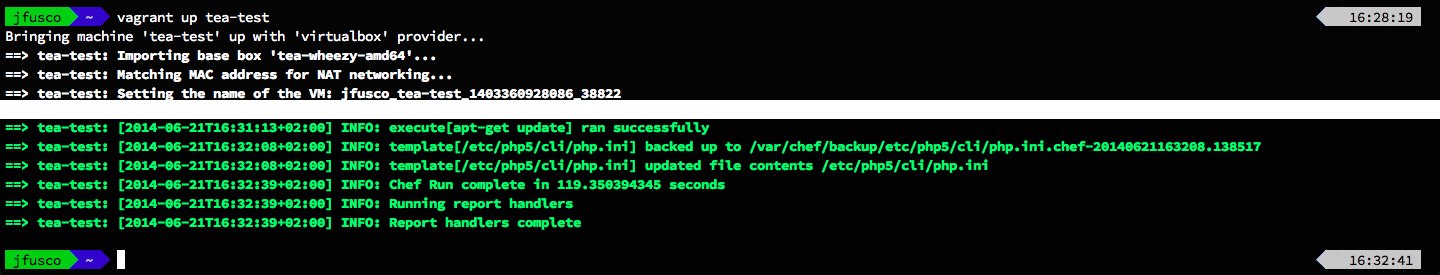 jfusco ~ vagrant up tea-test 16:28:19
Bringing machine 'tea-test' up with 'virtualbox' provider...
==> tea-test: Importing base box 'tea-wheezy-amd64'...
==> tea-test: Matching MAC address for NAT networking...
==> tea-test: Setting the name of the VM: jfusco_tea-test_1403360928086_38822
==> tea-test: [2014-06-21T16:31:13+02:00] INFO: execute[apt-get update] ran successfully
==> tea-test: [2014-06-21T16:32:08+02:00] INFO: template[/etc/php5/cli/php.ini] backed up to /var/chef/backup/etc/php5/cli/php.ini.chef-20140621163208.138517
==> tea-test: [2014-06-21T16:32:08+02:00] INFO: template[/etc/php5/cli/php.ini] updated file contents /etc/php5/cli/php.ini
==> tea-test: [2014-06-21T16:32:39+02:00] INFO: Chef Run complete in 119.350394345 seconds
==> tea-test: [2014-06-21T16:32:39+02:00] INFO: Running report handlers
==> tea-test: [2014-06-21T16:32:39+02:00] INFO: Report handlers complete
jfusco ~ 16:32:41